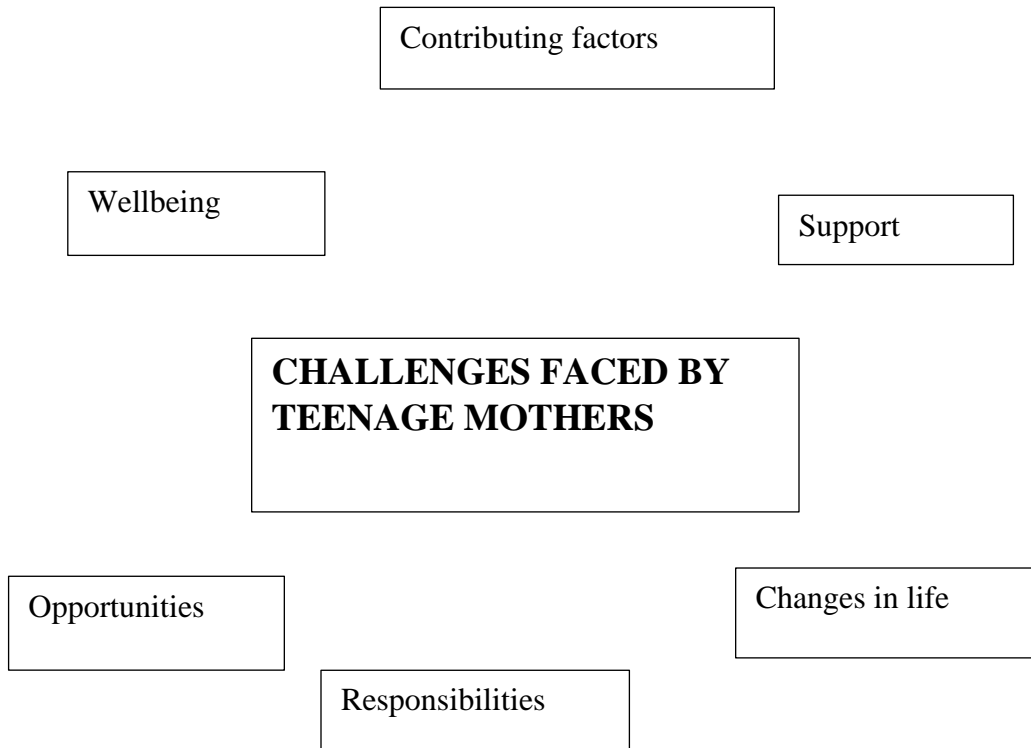 Contributing factors
Wellbeing
Support
CHALLENGES FACED BY
TEENAGE MOTHERS
Opportunities
Changes in life
Responsibilities